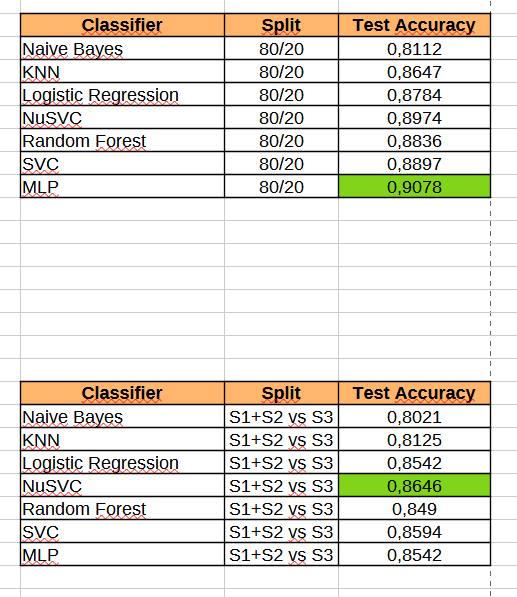 Classifier Split Test Accuracy
Naive Bayes 80/20 0,8112
KNN 80/20 0,8647
Logistic Regression 80/20 0,8784
NuSVC 80/20 0,8974
Random Forest 80/20 0,8836
SVC 80/20 0,8897
MLP 80/20 0,9078
Classifier Split Test Accuracy
Naive Bayes S1+S2 vs S3 0,8021
KNN S1+S2 vs S3 0,8125
Logistic Regression S1+S2 vs S3 0,8542
NuSVC S1+S2 vs S3 0,8646
Random Forest S1+S2 vs S3 0,849
SVC S1+S2 vs S3 0,8594
MLP S1+S2 vs S3 0,8542